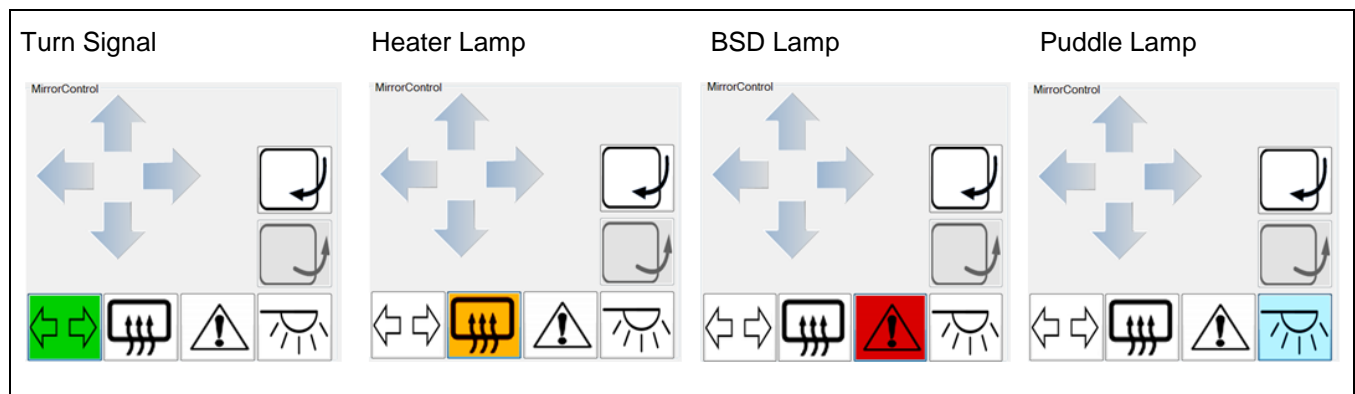 Turn Signal
Heater Lamp
BSD Lamp
Puddle Lamp
MirrorControl
MirrorControl
MirrorControl
MirrorControl